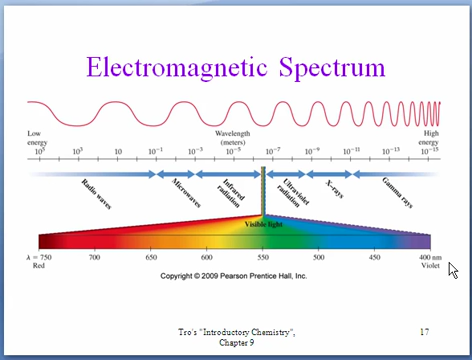 Electromagnetic Spectrum
Low
energy
Wavelength
(meters)
High
energy
10⁵ 10³ 10 10⁻¹ 10⁻³ 10⁻⁵ 10⁻⁷ 10⁻⁹ 10⁻¹¹ 10⁻¹³ 10⁻¹⁵
Radio waves
Microwaves
Infrared
radiation
Ultraviolet
radiation
X-rays
Gamma rays
Visible light
λ = 750 700 650 600 550 500 450 400 nm
Red Violet
Copyright © 2009 Pearson Prentice Hall, Inc.
Tro's "Introductory Chemistry",
Chapter 9
17